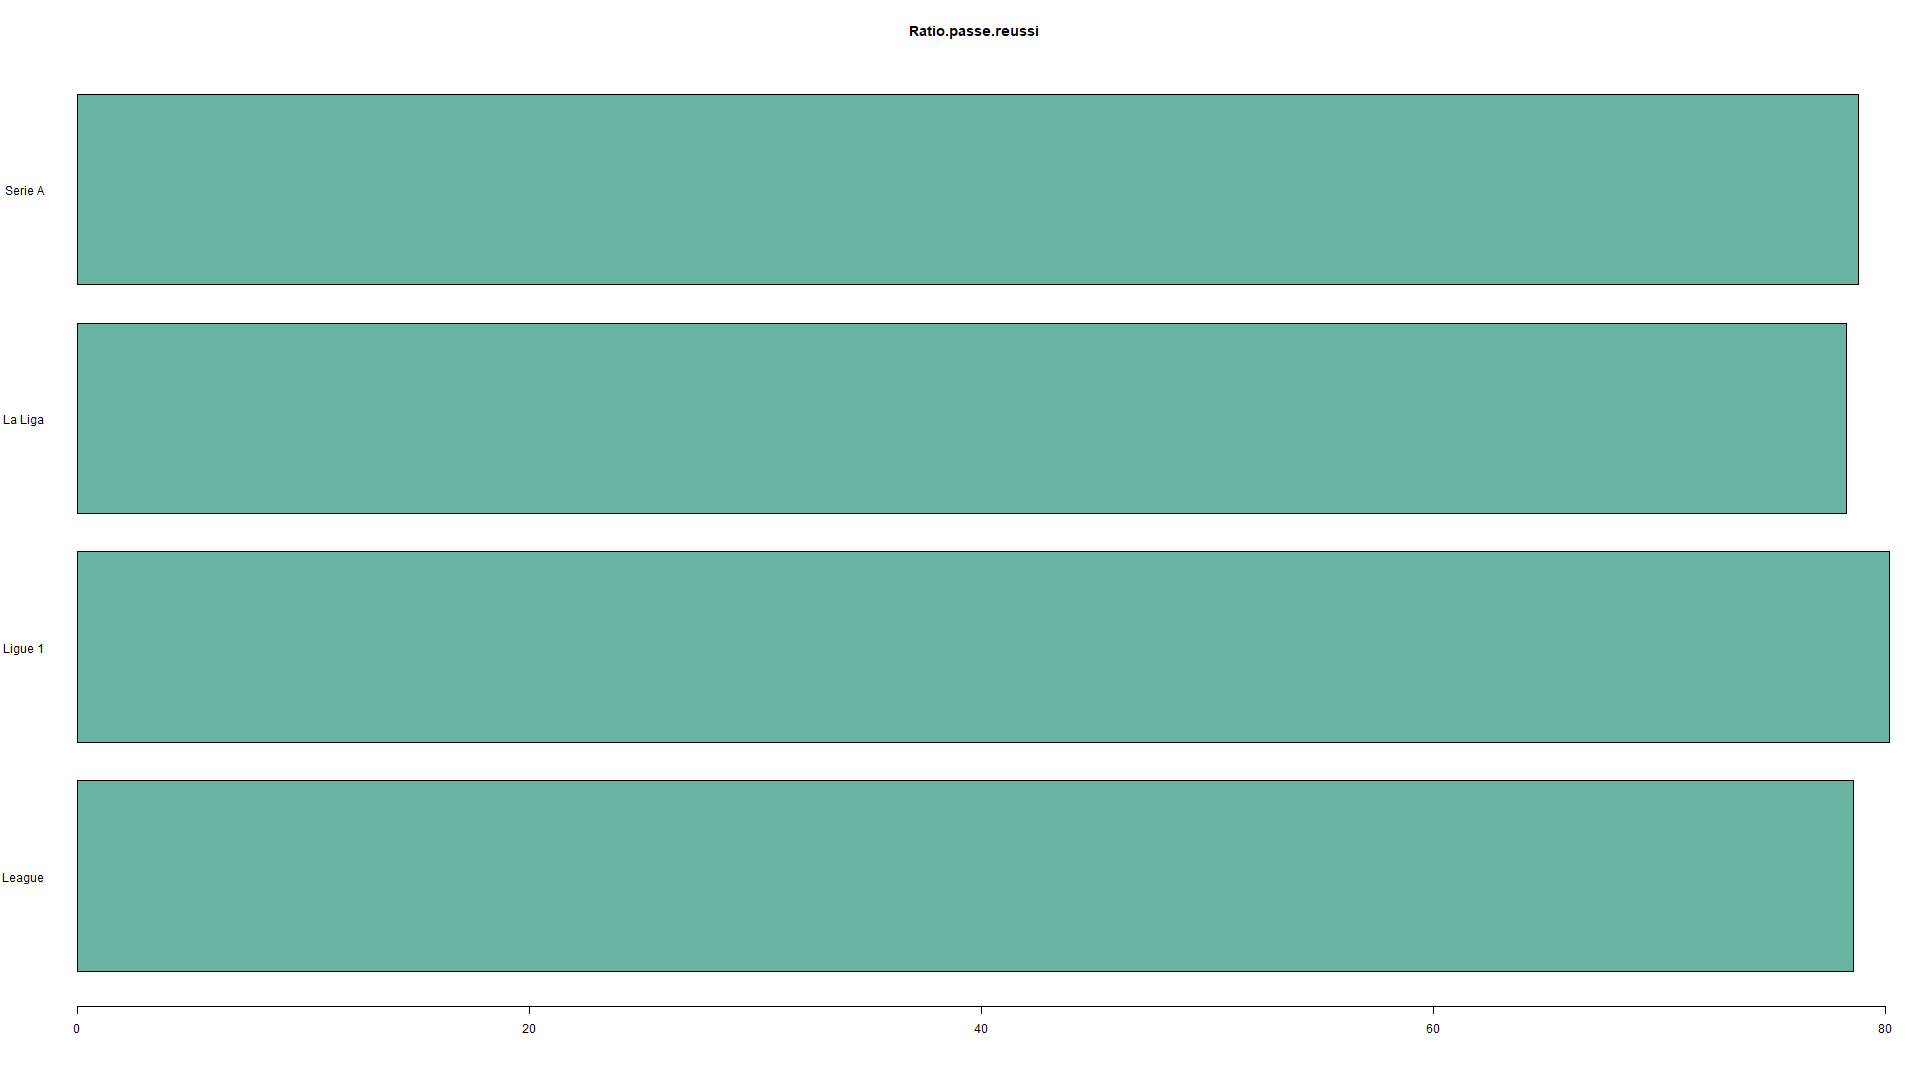 Ratio.passe.reussi
Serie A
La Liga
Ligue 1
League
0 20 40 60 80